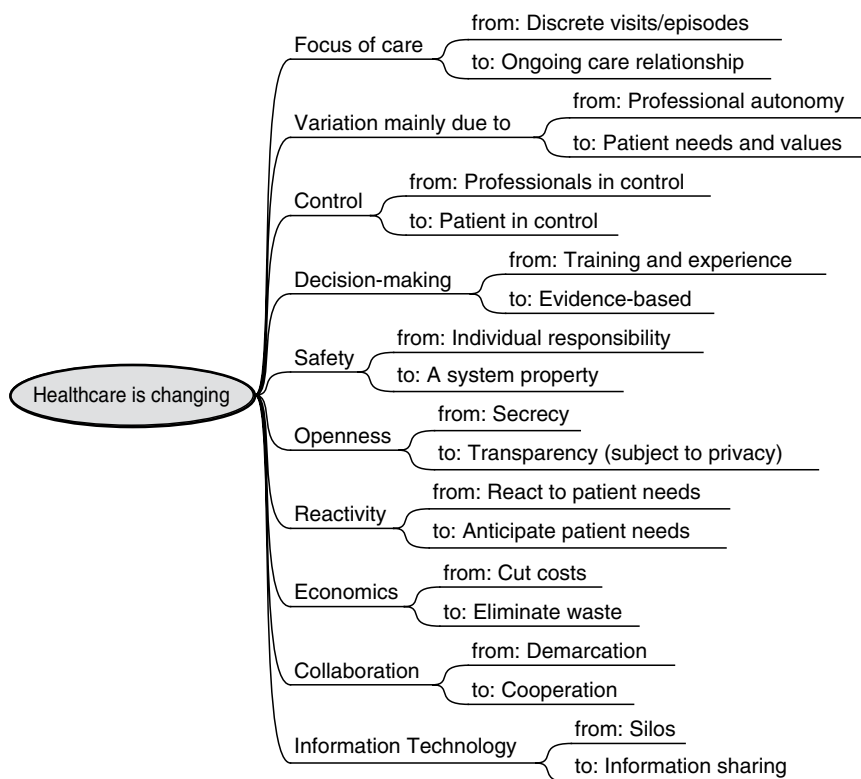 Healthcare is changing
Focus of care
from: Discrete visits/episodes
to: Ongoing care relationship
Variation mainly due to
from: Professional autonomy
to: Patient needs and values
Control
from: Professionals in control
to: Patient in control
Decision-making
from: Training and experience
to: Evidence-based
Safety
from: Individual responsibility
to: A system property
Openness
from: Secrecy
to: Transparency (subject to privacy)
Reactivity
from: React to patient needs
to: Anticipate patient needs
Economics
from: Cut costs
to: Eliminate waste
Collaboration
from: Demarcation
to: Cooperation
Information Technology
from: Silos
to: Information sharing